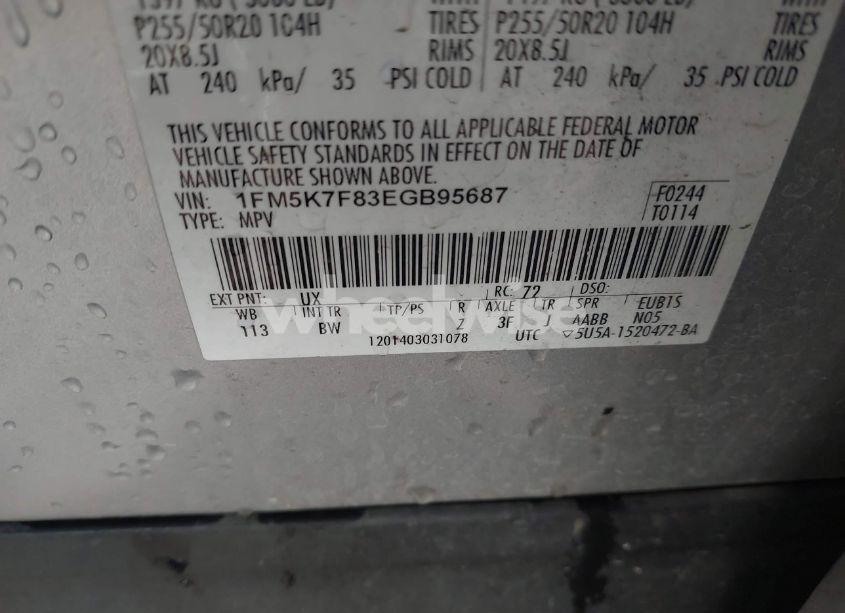 P255/50R20 104H TIRES P255/50R20 104H TIRES
20X8.5J RIMS 20X8.5J RIMS
AT 240 kPa/ 35 PSI COLD AT 240 kPa/ 35 PSI COLD
THIS VEHICLE CONFORMS TO ALL APPLICABLE FEDERAL MOTOR
VEHICLE SAFETY STANDARDS IN EFFECT ON THE DATE OF
MANUFACTURE SHOWN ABOVE.
VIN: 1FM5K7F83EGB95687 F0244
TYPE: MPV T0114
EXT PNT: UX RC: 72 DSO:
WB INT TR TP/PS R AXLE TR SPR EUB1S
113 BW Z 3F J AABB N05
1201403031078 UTC ▽5U5A-1520472-BA
wheelwise